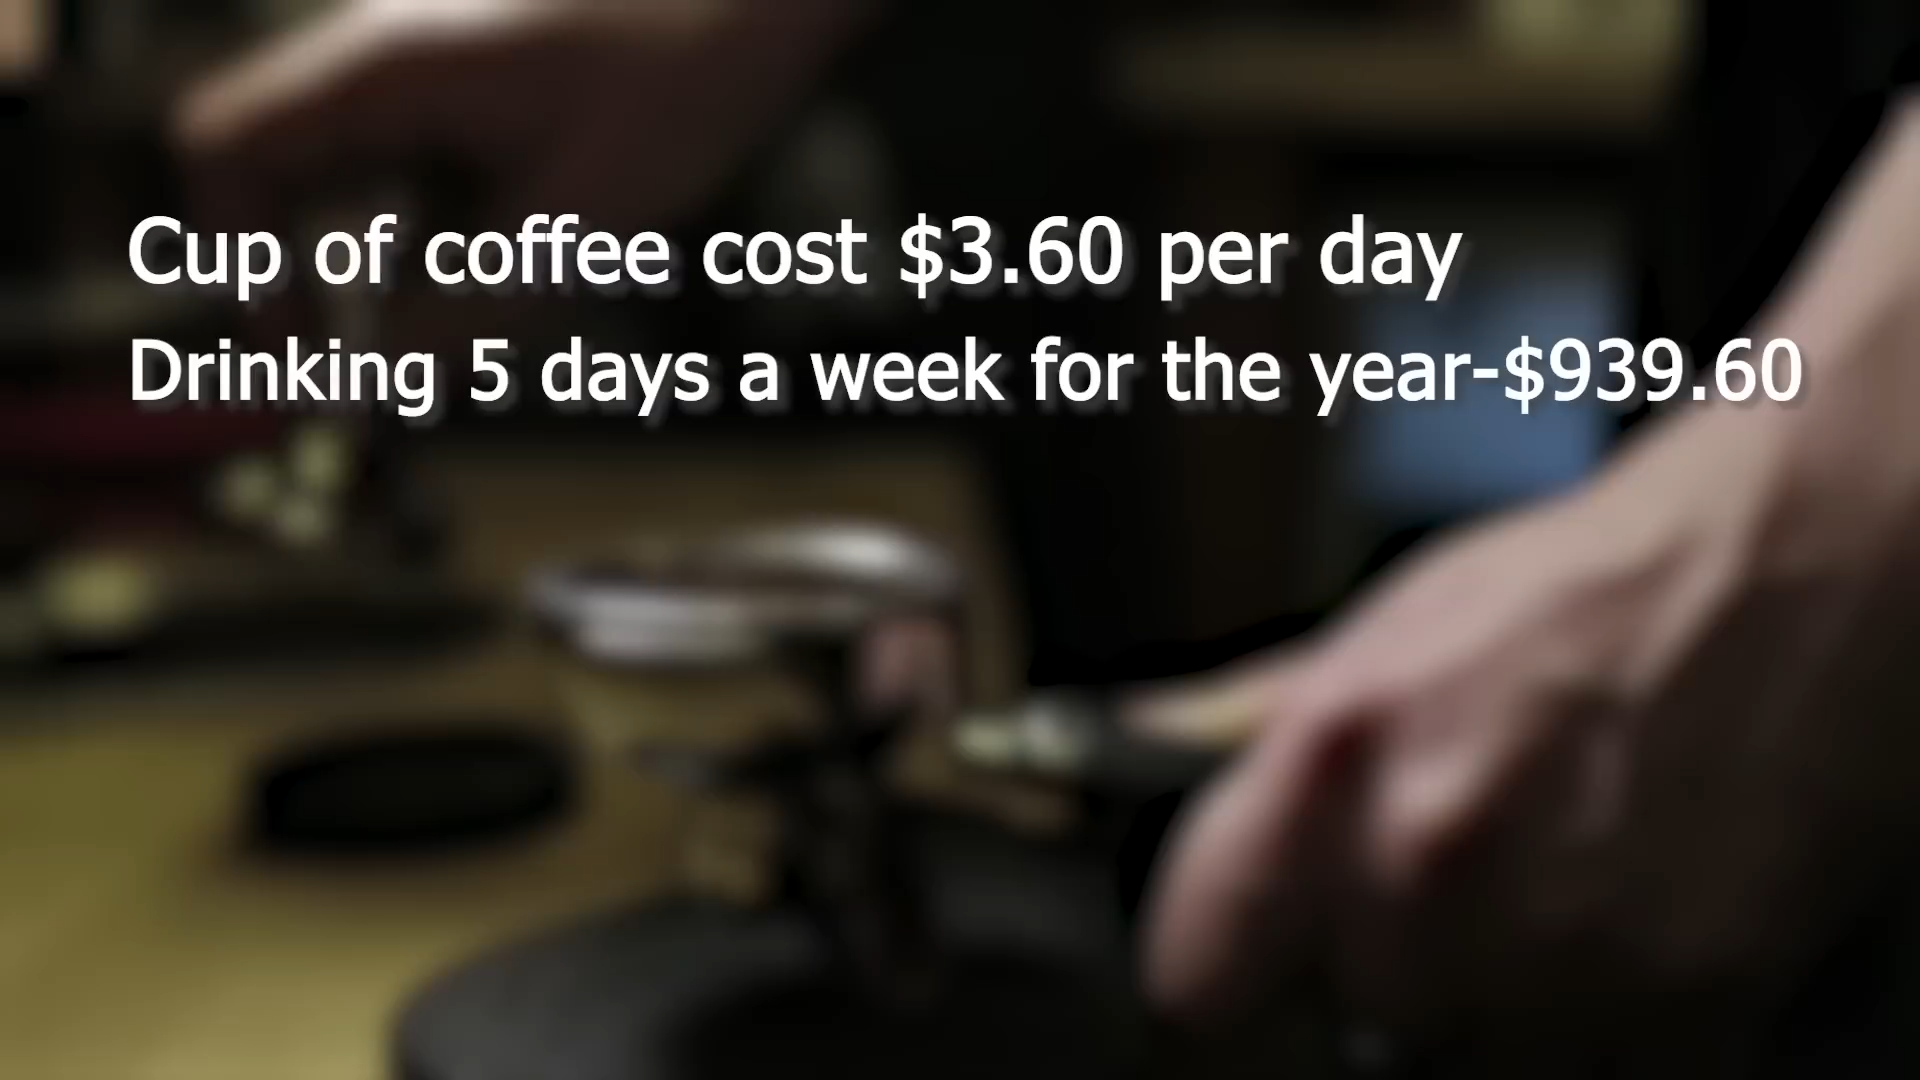 Cup of coffee cost $3.60 per day
Drinking 5 days a week for the year-$939.60